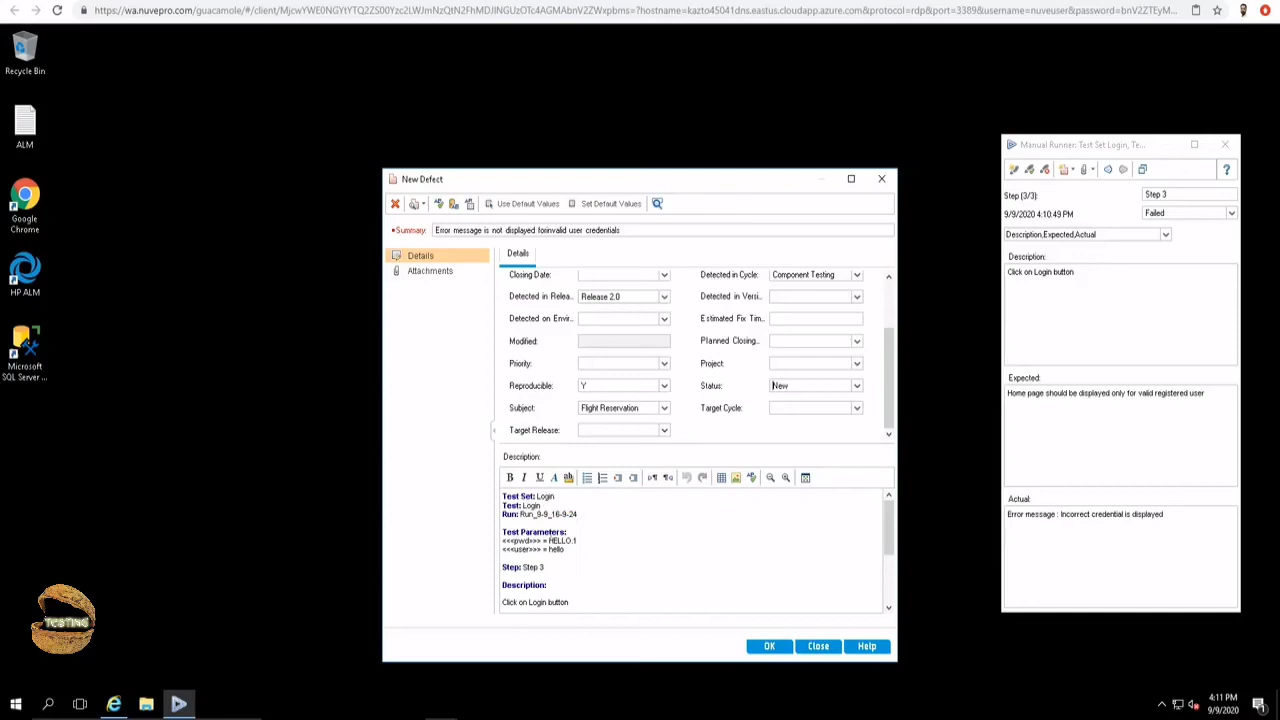 https://wa.nuvepro.com/guacamole/#/client/MjcwYWE0NGYtYTQ2ZS00Yzc2LWJmNzQtN2FhMDJlNGUzOTc4AGMAbnV2ZWxpbms=?hostname=kazto45041dns.eastus.cloudapp.azure.com&protocol=rdp&port=3389&username=nuveuser&password=bnV2ZTEyM...
Recycle Bin
ALM
Google
Chrome
HP ALM
Microsoft
SQL Server ...
TESTING
New Defect
Use Default Values
Set Default Values
•Summary: Error message is not displayed forinvalid user credentials
Details
Attachments
Details
Closing Date:
Detected in Cycle: Component Testing
Detected in Relea... Release 2.0
Detected in Versi...
Detected on Envir...
Estimated Fix Tim...
Modified:
Planned Closing...
Priority:
Project:
Reproducible: Y
Status: New
Subject: Flight Reservation
Target Cycle:
Target Release:
Description:
B I U A ab
Test Set: Login
Test: Login
Run: Run_9-9_16-9-24
Test Parameters:
<<<pwd>>> = HELLO.1
<<<user>>> = hello
Step: Step 3
Description:
Click on Login button
OK Close Help
Manual Runner: Test Set Login, Te...
?
Step (3/3): Step 3
9/9/2020 4:10:49 PM Failed
Description,Expected,Actual
Description:
Click on Login button
Expected:
Home page should be displayed only for valid registered user
Actual:
Error message : Incorrect credential is displayed
4:11 PM
9/9/2020